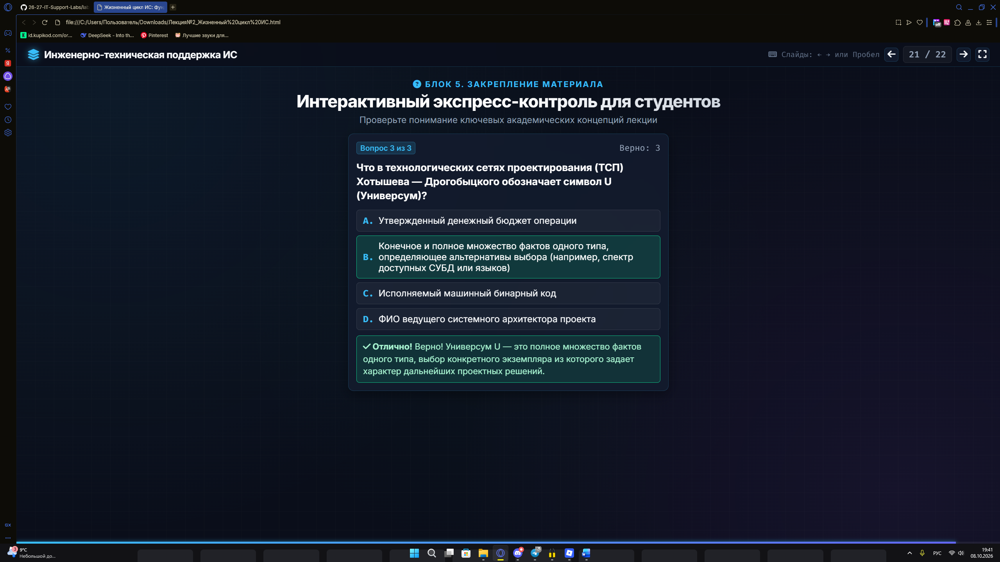 26-27-IT-Support-Labs/lab
Жизненный цикл ИС: Фун
file:///C:/Users/Пользователь/Downloads/Лекция№2_Жизненный%20цикл%20ИС.html
off
id.kupikod.com/or...
DeepSeek - Into th...
Pinterest
Лучшие звуки для...
Инженерно-техническая поддержка ИС
Слайды: ← → или Пробел
21 / 22
БЛОК 5. ЗАКРЕПЛЕНИЕ МАТЕРИАЛА
Интерактивный экспресс-контроль для студентов
Проверьте понимание ключевых академических концепций лекции
Вопрос 3 из 3
Верно: 3
Что в технологических сетях проектирования (ТСП)
Хотышева — Дрогобыцкого обозначает символ U
(Универсум)?
A. Утвержденный денежный бюджет операции
B. Конечное и полное множество фактов одного типа,
определяющее альтернативы выбора (например, спектр
доступных СУБД или языков)
C. Исполняемый машинный бинарный код
D. ФИО ведущего системного архитектора проекта
Отлично! Верно! Универсум U — это полное множество фактов
одного типа, выбор конкретного экземпляра из которого задает
характер дальнейших проектных решений.
GX
3
9°C
Небольшой до...
РУС
19:41
08.10.2026